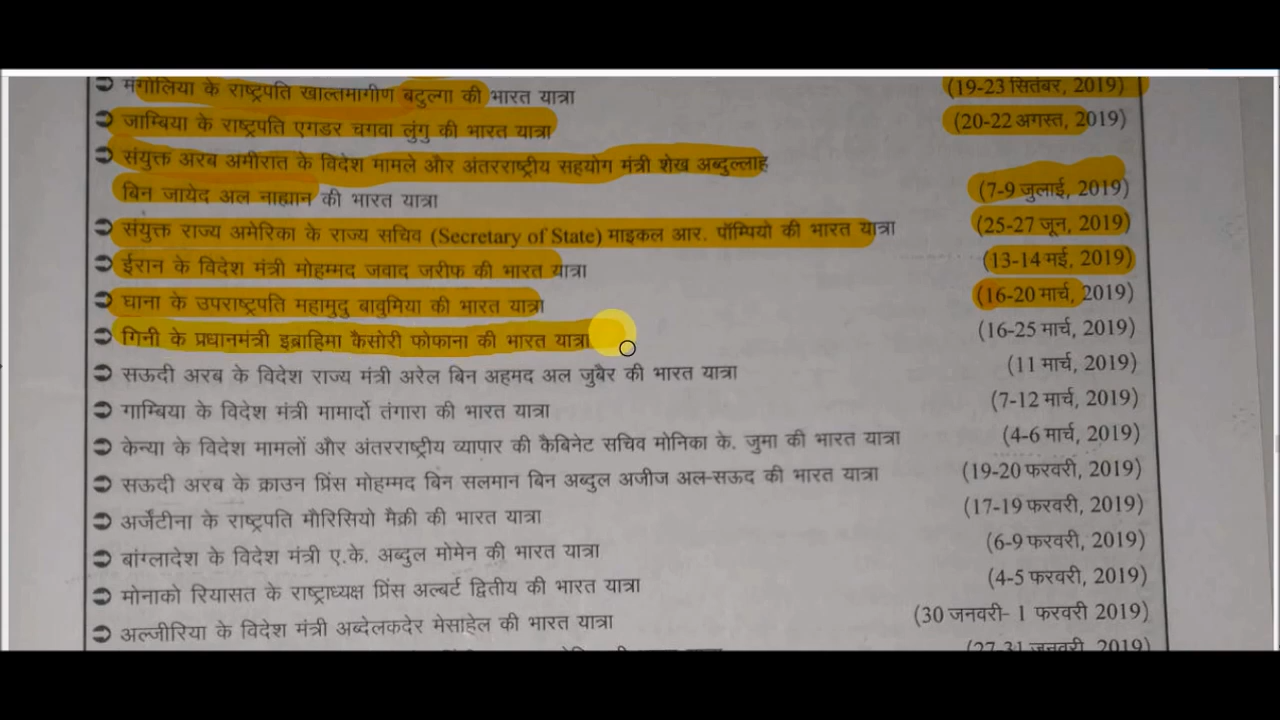 मंगोलिया के राष्ट्रपति खाल्तमागीण बटुल्गा की भारत यात्रा (19-23 सितंबर, 2019)
जाम्बिया के राष्ट्रपति एगडर चगवा लुंगु की भारत यात्रा (20-22 अगस्त, 2019)
संयुक्त अरब अमीरात के विदेश मामले और अंतरराष्ट्रीय सहयोग मंत्री शेख अब्दुल्लाह
बिन जायेद अल नाह्यान की भारत यात्रा (7-9 जुलाई, 2019)
संयुक्त राज्य अमेरिका के राज्य सचिव (Secretary of State) माइकल आर. पॉम्पियो की भारत यात्रा (25-27 जून, 2019)
ईरान के विदेश मंत्री मोहम्मद जवाद जरीफ की भारत यात्रा (13-14 मई, 2019)
घाना के उपराष्ट्रपति महामुदु बावुमिया की भारत यात्रा (16-20 मार्च, 2019)
गिनी के प्रधानमंत्री इब्राहिमा कैसोरी फोफाना की भारत यात्रा (16-25 मार्च, 2019)
सऊदी अरब के विदेश राज्य मंत्री अरेल बिन अहमद अल जुबैर की भारत यात्रा (11 मार्च, 2019)
गाम्बिया के विदेश मंत्री मामार्दो तंगारा की भारत यात्रा (7-12 मार्च, 2019)
केन्या के विदेश मामलों और अंतरराष्ट्रीय व्यापार की कैबिनेट सचिव मोनिका के. जुमा की भारत यात्रा (4-6 मार्च, 2019)
सऊदी अरब के क्राउन प्रिंस मोहम्मद बिन सलमान बिन अब्दुल अजीज अल-सऊद की भारत यात्रा (19-20 फरवरी, 2019)
अर्जेंटीना के राष्ट्रपति मौरिसियो मैक्री की भारत यात्रा (17-19 फरवरी, 2019)
बांग्लादेश के विदेश मंत्री ए.के. अब्दुल मोमेन की भारत यात्रा (6-9 फरवरी, 2019)
मोनाको रियासत के राष्ट्राध्यक्ष प्रिंस अल्बर्ट द्वितीय की भारत यात्रा (4-5 फरवरी, 2019)
अल्जीरिया के विदेश मंत्री अब्देलकदेर मेसाहेल की भारत यात्रा (30 जनवरी- 1 फरवरी 2019)
(27-31 जनवरी, 2019)